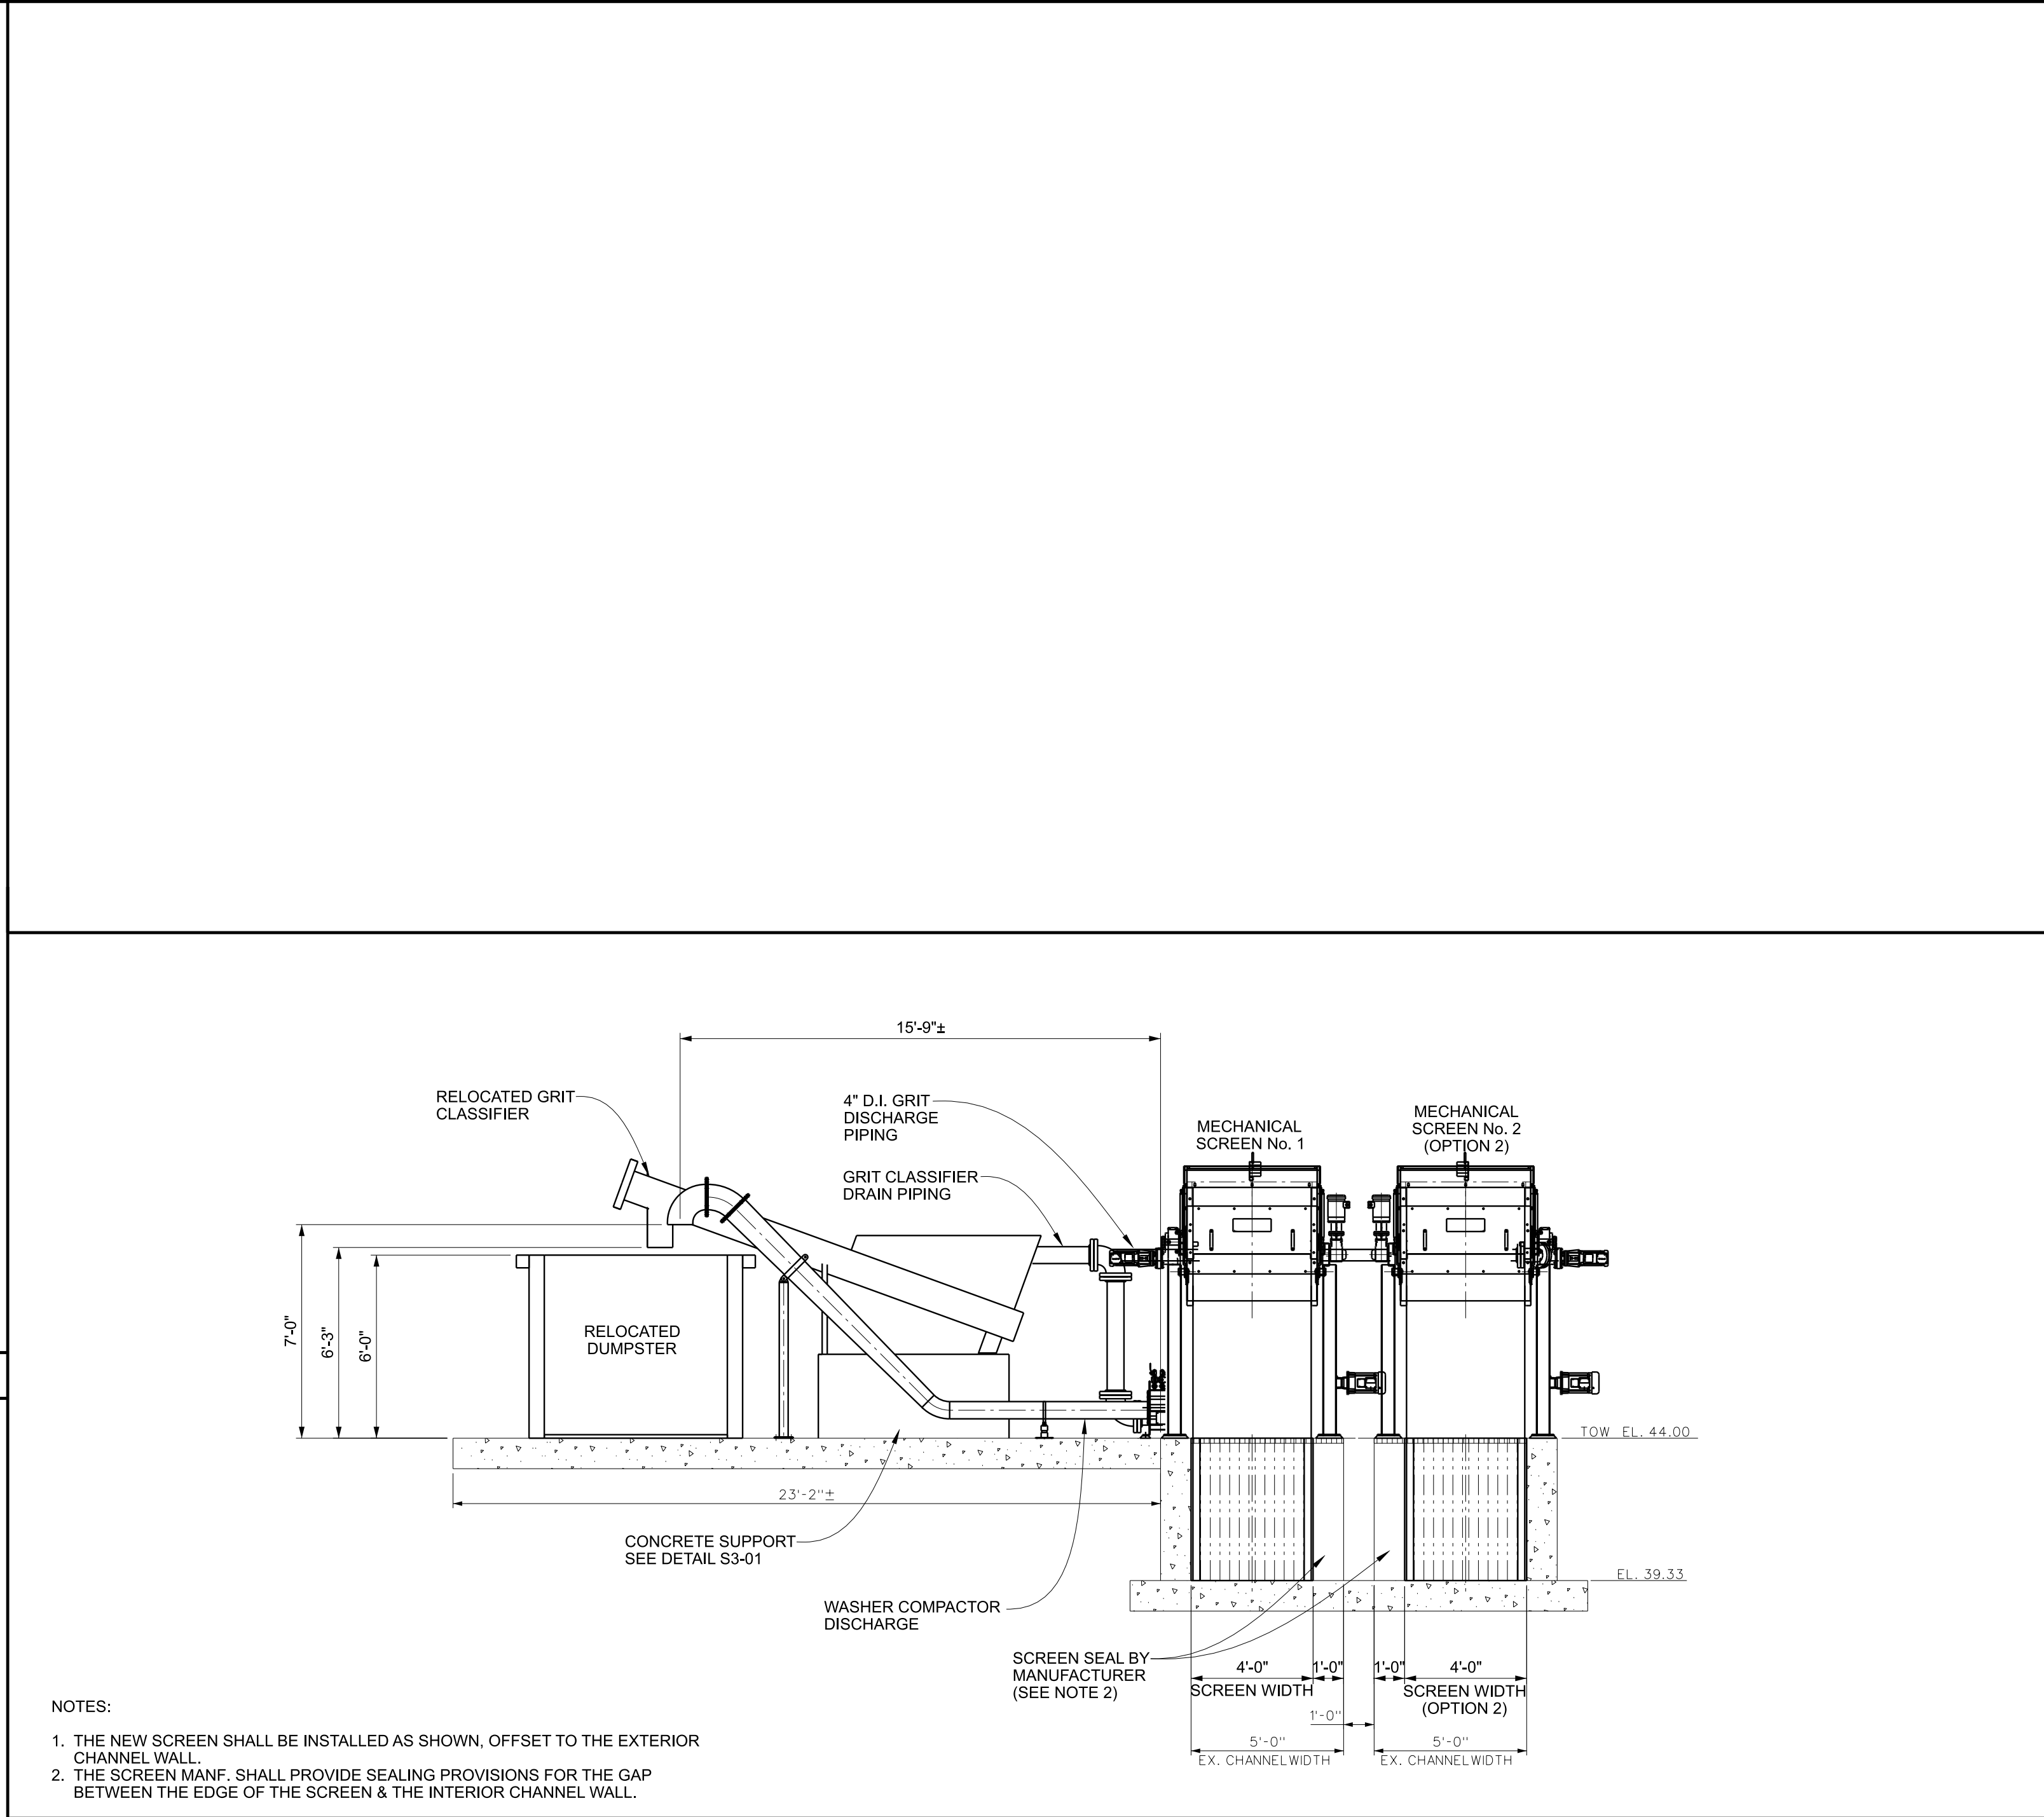 15'-9"±
RELOCATED GRIT
CLASSIFIER
4" D.I. GRIT
DISCHARGE
PIPING
GRIT CLASSIFIER
DRAIN PIPING
MECHANICAL
SCREEN No. 1
MECHANICAL
SCREEN No. 2
(OPTION 2)
7'-0"
6'-3"
6'-0"
RELOCATED
DUMPSTER
TOW EL. 44.00
23'-2"±
CONCRETE SUPPORT
SEE DETAIL S3-01
EL. 39.33
WASHER COMPACTOR
DISCHARGE
SCREEN SEAL BY
MANUFACTURER
(SEE NOTE 2)
4'-0"
SCREEN WIDTH
1'-0"
1'-0"
4'-0"
SCREEN WIDTH
(OPTION 2)
1'-0"
5'-0"
EX. CHANNEL WIDTH
5'-0"
EX. CHANNEL WIDTH
NOTES:
1. THE NEW SCREEN SHALL BE INSTALLED AS SHOWN, OFFSET TO THE EXTERIOR
CHANNEL WALL.
2. THE SCREEN MANF. SHALL PROVIDE SEALING PROVISIONS FOR THE GAP
BETWEEN THE EDGE OF THE SCREEN & THE INTERIOR CHANNEL WALL.